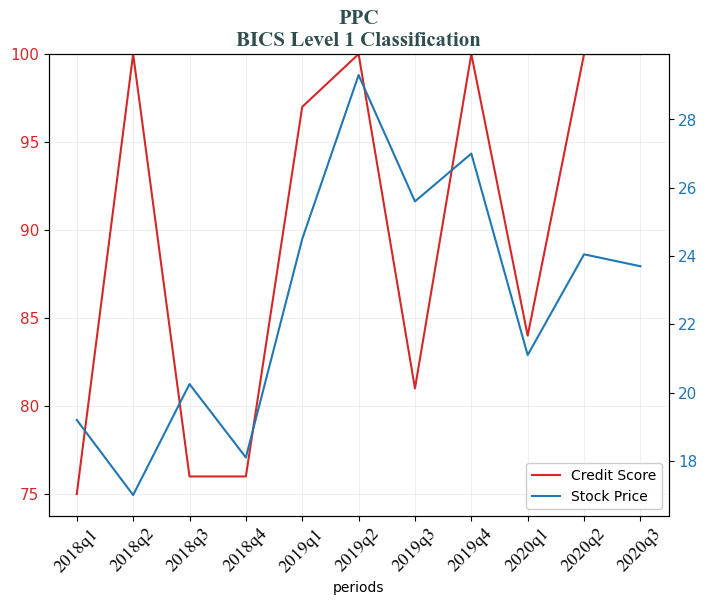 PPC
BICS Level 1 Classification
100
95
90
85
80
75
28
26
24
22
20
18
Credit Score
Stock Price
2018q1 2018q2 2018q3 2018q4 2019q1 2019q2 2019q3 2019q4 2020q1 2020q2 2020q3
periods